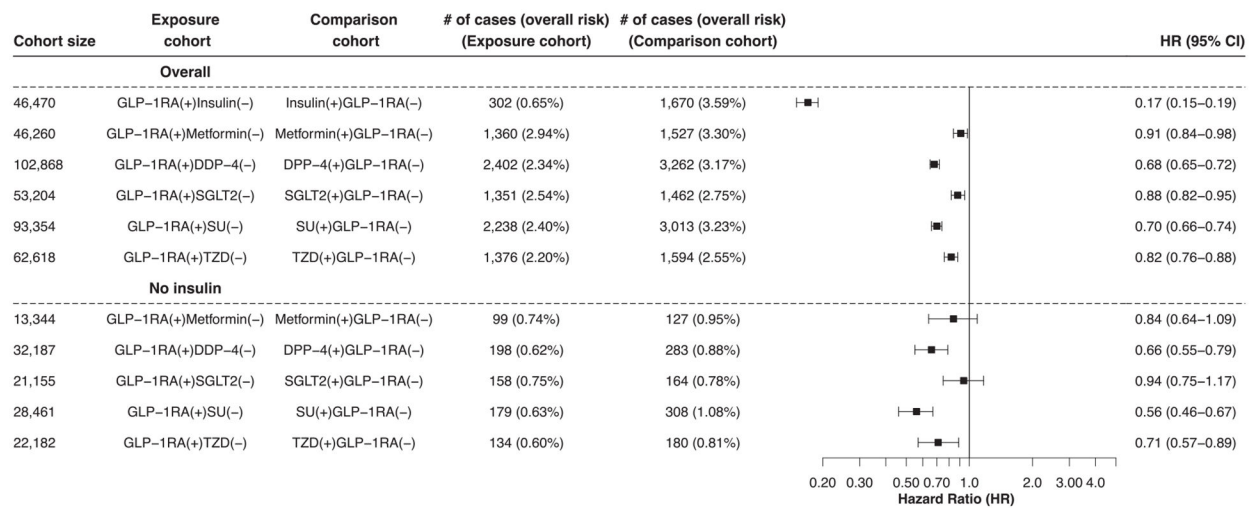 Cohort size Exposure cohort Comparison cohort # of cases (overall risk) (Exposure cohort) # of cases (overall risk) (Comparison cohort) HR (95% CI)
Overall
46,470 GLP−1RA(+)Insulin(−) Insulin(+)GLP−1RA(−) 302 (0.65%) 1,670 (3.59%) 0.17 (0.15−0.19)
46,260 GLP−1RA(+)Metformin(−) Metformin(+)GLP−1RA(−) 1,360 (2.94%) 1,527 (3.30%) 0.91 (0.84−0.98)
102,868 GLP−1RA(+)DDP−4(−) DPP−4(+)GLP−1RA(−) 2,402 (2.34%) 3,262 (3.17%) 0.68 (0.65−0.72)
53,204 GLP−1RA(+)SGLT2(−) SGLT2(+)GLP−1RA(−) 1,351 (2.54%) 1,462 (2.75%) 0.88 (0.82−0.95)
93,354 GLP−1RA(+)SU(−) SU(+)GLP−1RA(−) 2,238 (2.40%) 3,013 (3.23%) 0.70 (0.66−0.74)
62,618 GLP−1RA(+)TZD(−) TZD(+)GLP−1RA(−) 1,376 (2.20%) 1,594 (2.55%) 0.82 (0.76−0.88)
No insulin
13,344 GLP−1RA(+)Metformin(−) Metformin(+)GLP−1RA(−) 99 (0.74%) 127 (0.95%) 0.84 (0.64−1.09)
32,187 GLP−1RA(+)DDP−4(−) DPP−4(+)GLP−1RA(−) 198 (0.62%) 283 (0.88%) 0.66 (0.55−0.79)
21,155 GLP−1RA(+)SGLT2(−) SGLT2(+)GLP−1RA(−) 158 (0.75%) 164 (0.78%) 0.94 (0.75−1.17)
28,461 GLP−1RA(+)SU(−) SU(+)GLP−1RA(−) 179 (0.63%) 308 (1.08%) 0.56 (0.46−0.67)
22,182 GLP−1RA(+)TZD(−) TZD(+)GLP−1RA(−) 134 (0.60%) 180 (0.81%) 0.71 (0.57−0.89)
0.20 0.30 0.50 0.70 1.0 2.0 3.00 4.0
Hazard Ratio (HR)